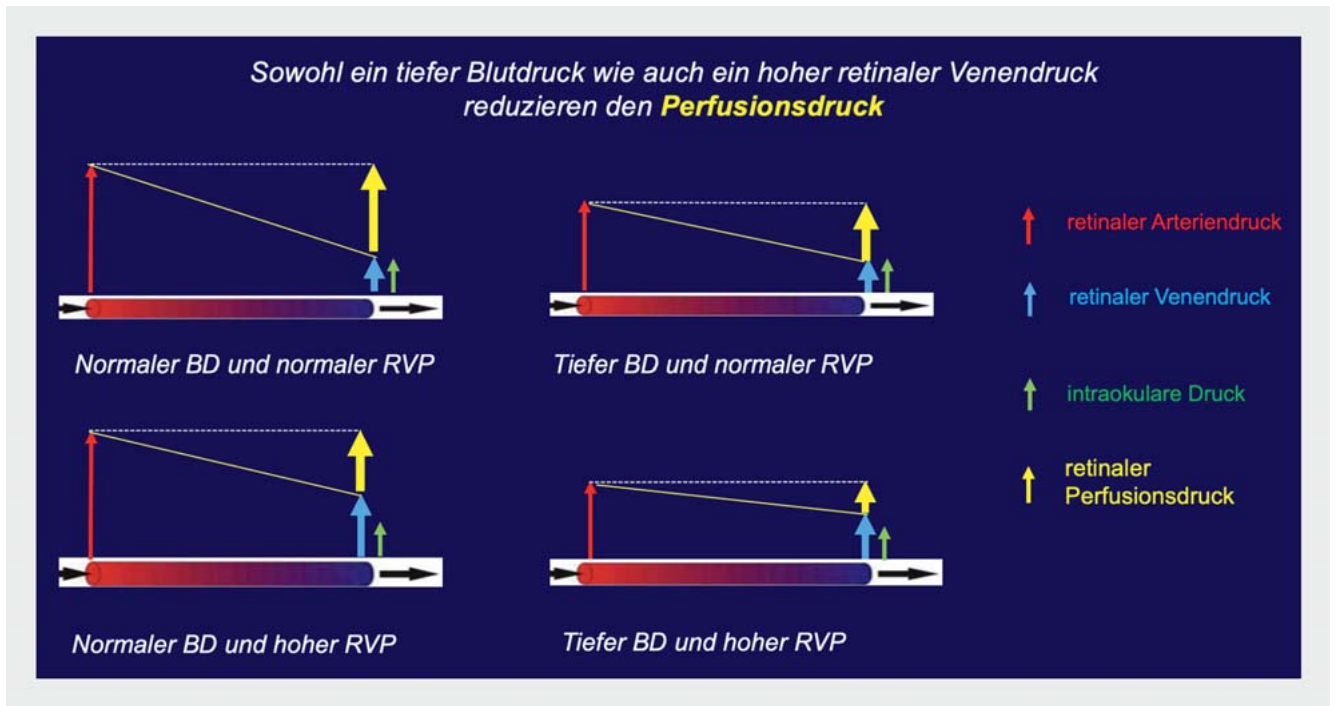 Sowohl ein tiefer Blutdruck wie auch ein hoher retinaler Venendruck
reduzieren den Perfusionsdruck
retinaler Arteriendruck
retinaler Venendruck
Normaler BD und normaler RVP
Tiefer BD und normaler RVP
intraokulare Druck
retinaler
Perfusionsdruck
Normaler BD und hoher RVP
Tiefer BD und hoher RVP